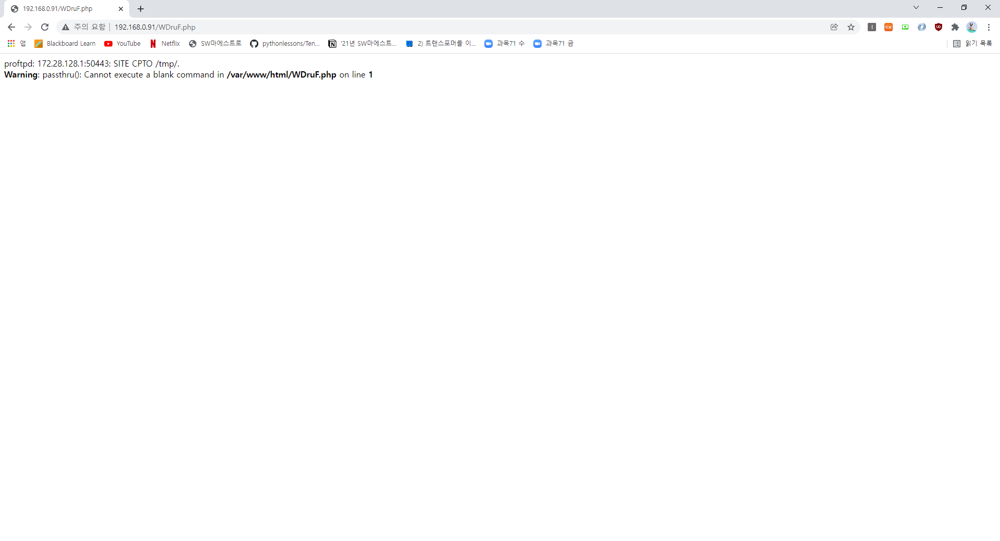 192.168.0.91/WDruF.php
주의 요함 192.168.0.91/WDruF.php
앱 Blackboard Learn YouTube Netflix SW마에스트로 pythonlessons/Ten... '21년 SW마에스트... 2) 트랜스포머를 이... 과목71 수 과목71 금 읽기 목록
proftpd: 172.28.128.1:50443: SITE CPTO /tmp/.
Warning: passthru(): Cannot execute a blank command in /var/www/html/WDruF.php on line 1